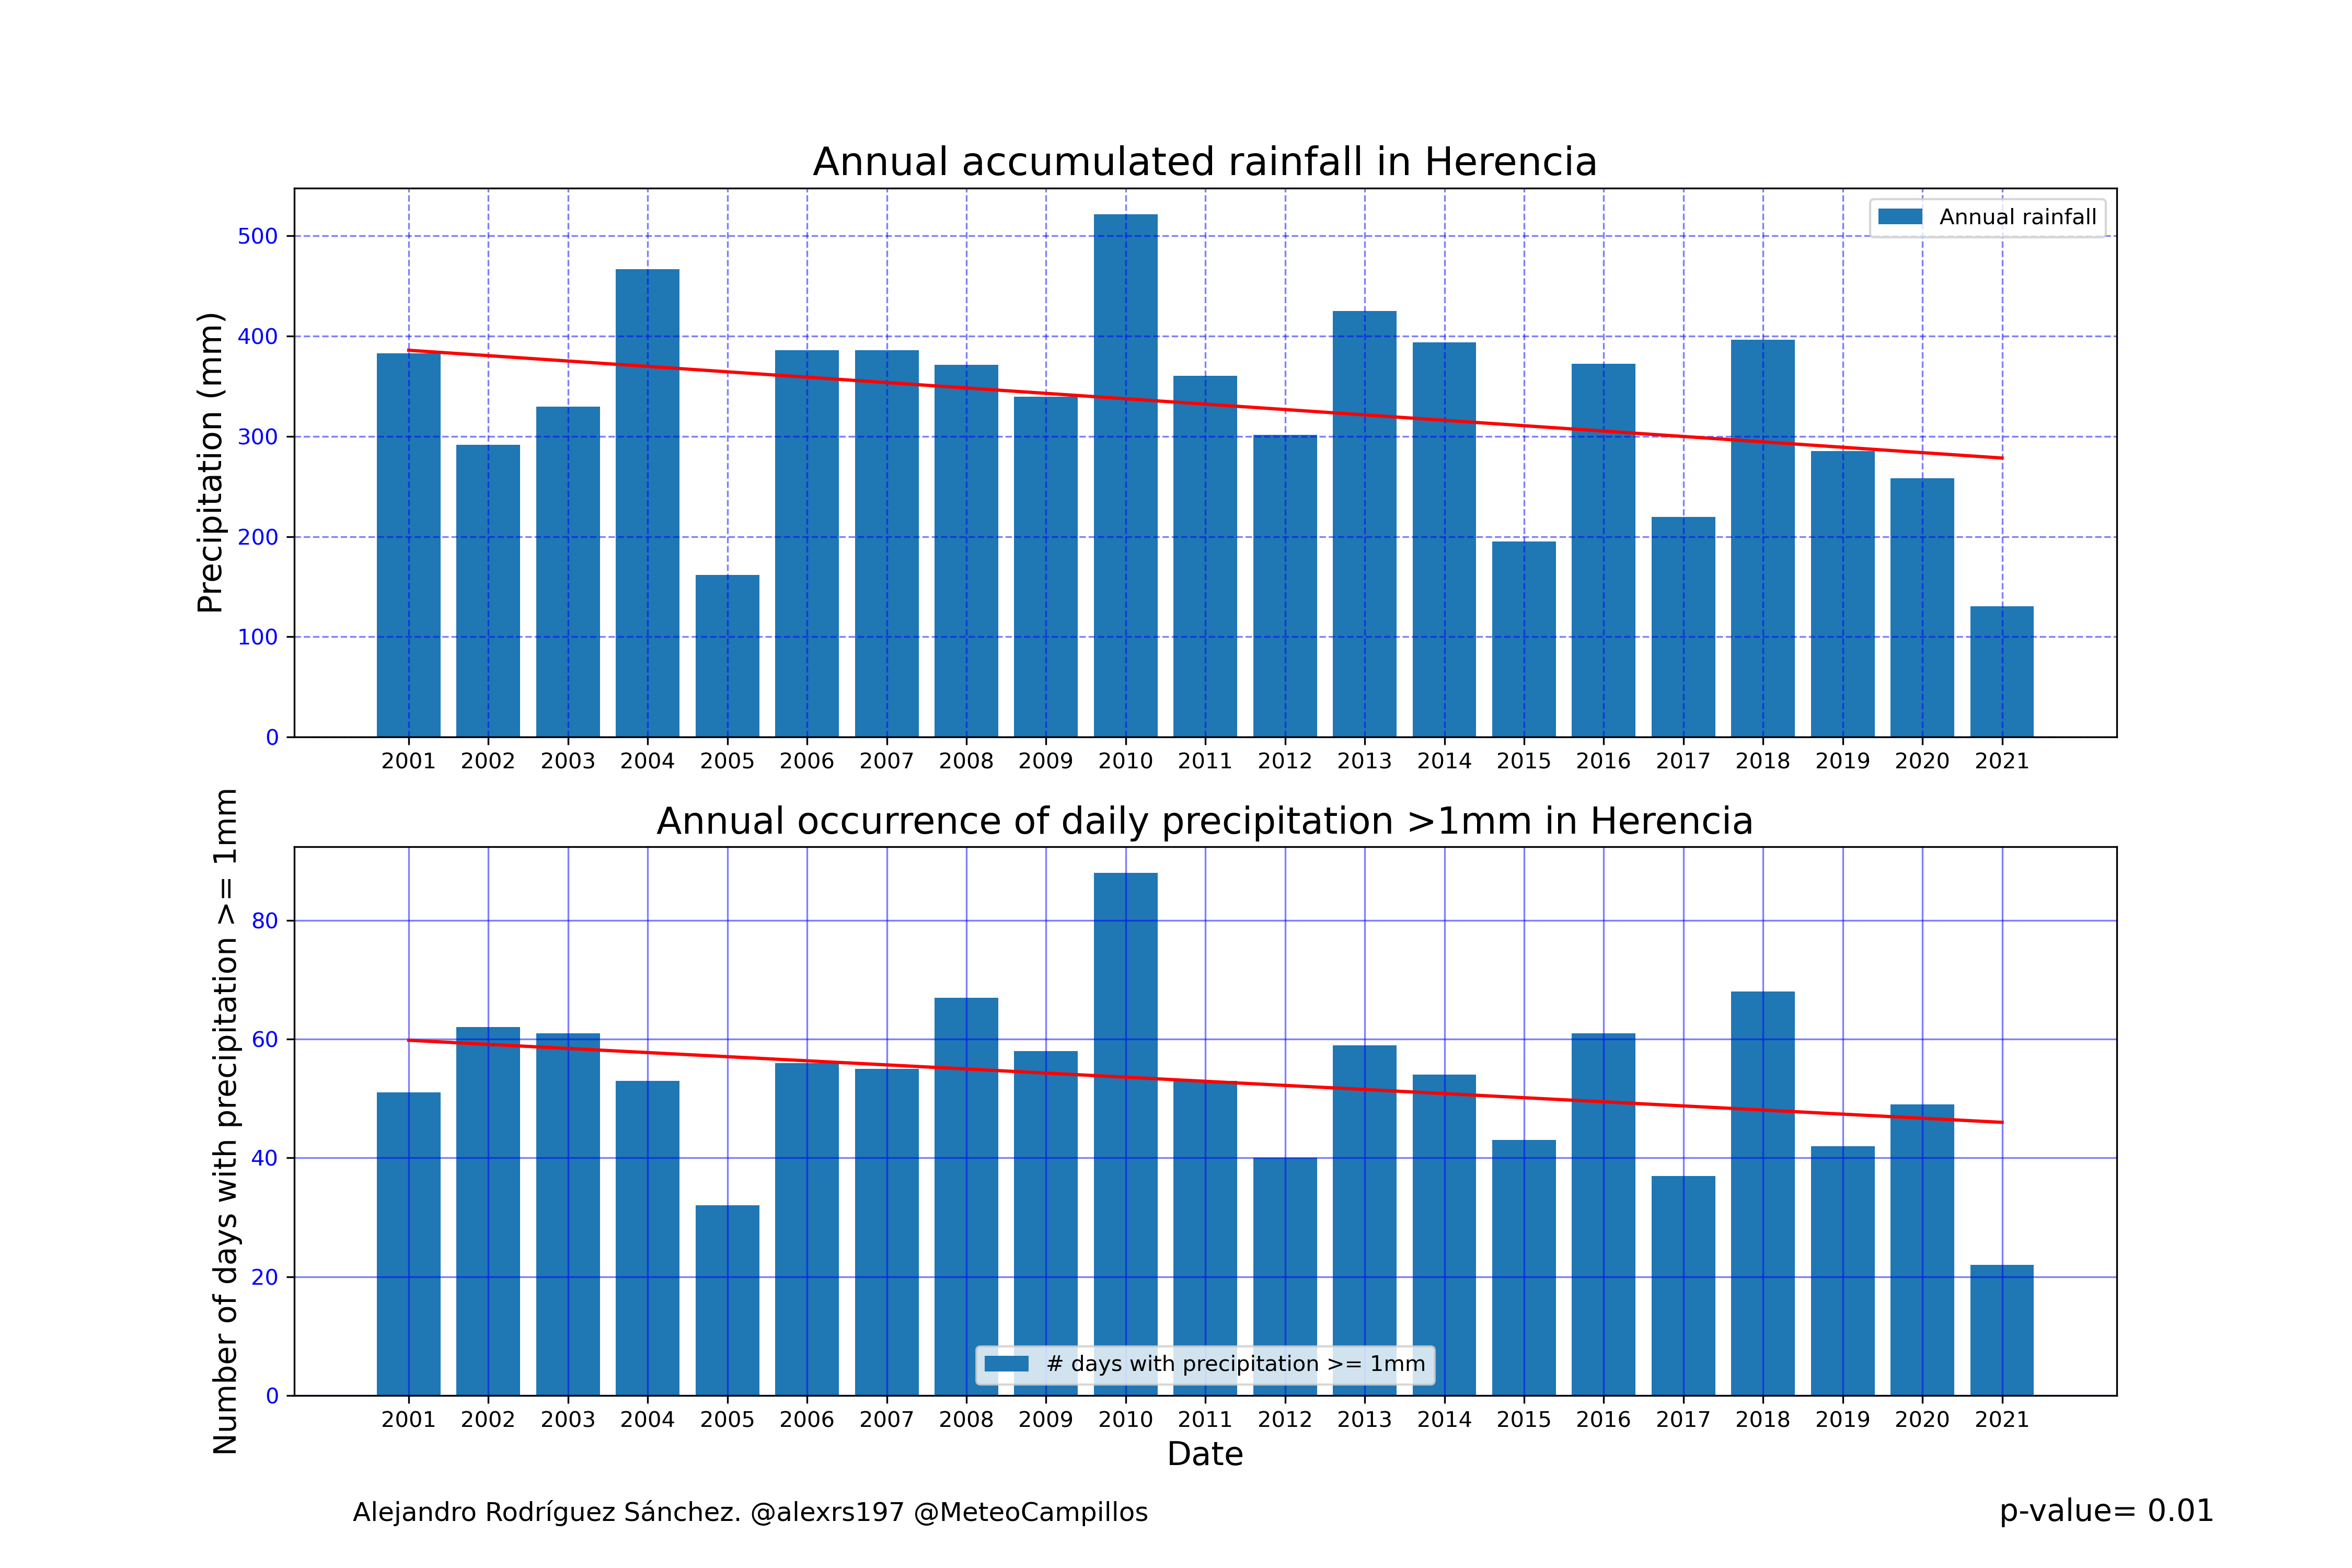 Annual accumulated rainfall in Herencia
Precipitation (mm)
500
400
300
200
100
0
Annual rainfall
2001 2002 2003 2004 2005 2006 2007 2008 2009 2010 2011 2012 2013 2014 2015 2016 2017 2018 2019 2020 2021
Annual occurrence of daily precipitation >1mm in Herencia
Number of days with precipitation >= 1mm
80
60
40
20
0
# days with precipitation >= 1mm
2001 2002 2003 2004 2005 2006 2007 2008 2009 2010 2011 2012 2013 2014 2015 2016 2017 2018 2019 2020 2021
Date
Alejandro Rodríguez Sánchez. @alexrs197 @MeteoCampillos
p-value= 0.01